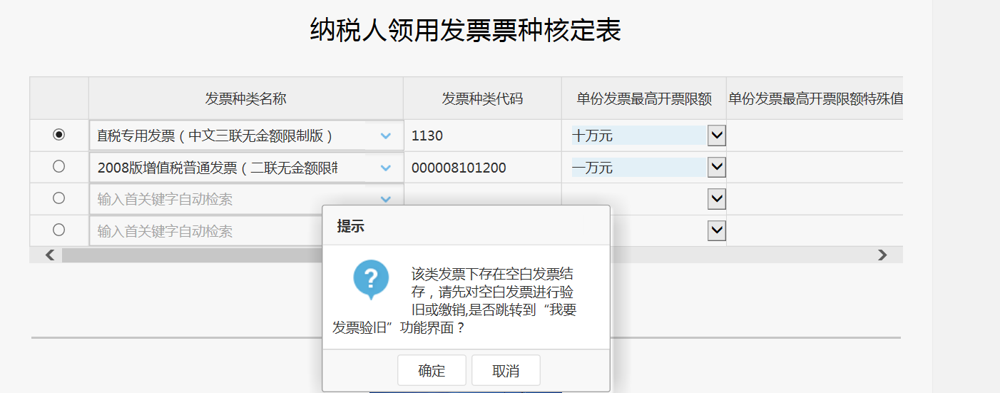 纳税人领用发票票种核定表
发票种类名称 发票种类代码 单份发票最高开票限额 单份发票最高开票限额特殊值
直税专用发票（中文三联无金额限制版） 1130 十万元
2008版增值税普通发票（二联无金额限制 000008101200 一万元
输入首关键字自动检索
输入首关键字自动检索
提示
该类发票下存在空白发票结
存，请先对空白发票进行验
旧或缴销,是否跳转到“我要
发票验旧”功能界面？
确定 取消